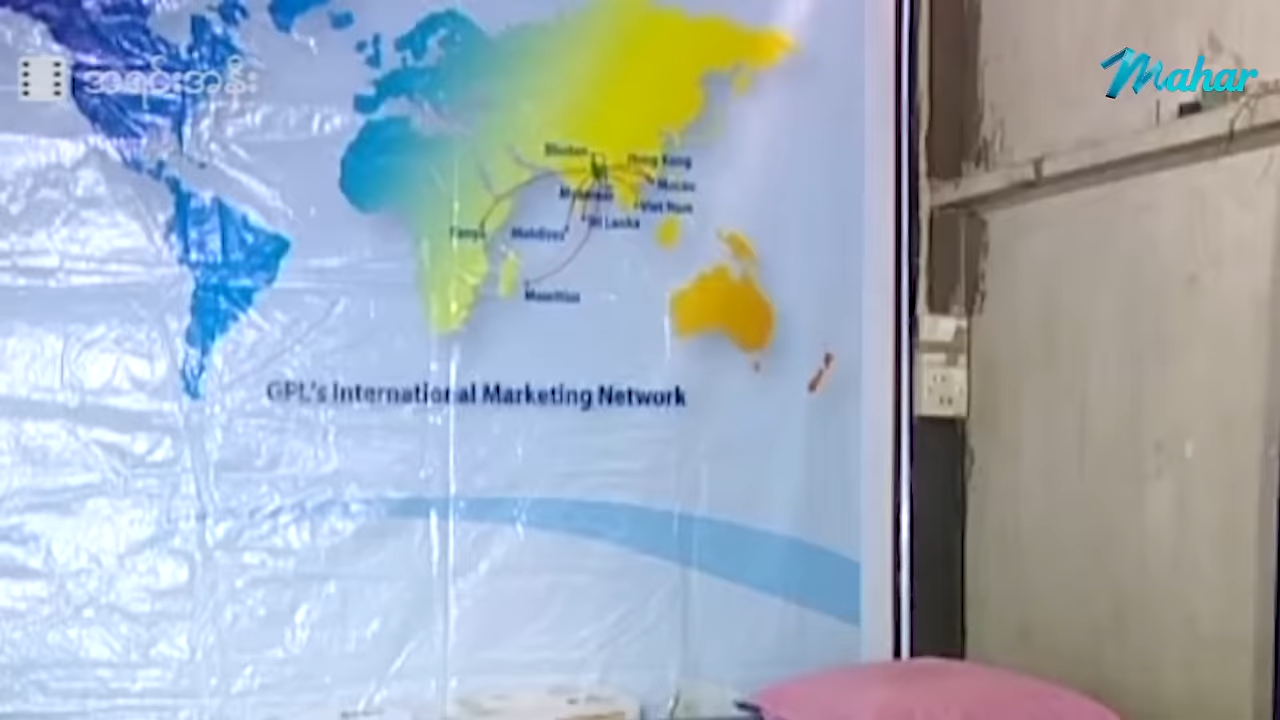 အရင်းအနှီး
Mahar
Bhutan
Hong Kong
Macau
Myanmar
Viet Nam
Sri Lanka
Kenya
Maldives
Mauritius
GPL's International Marketing Network